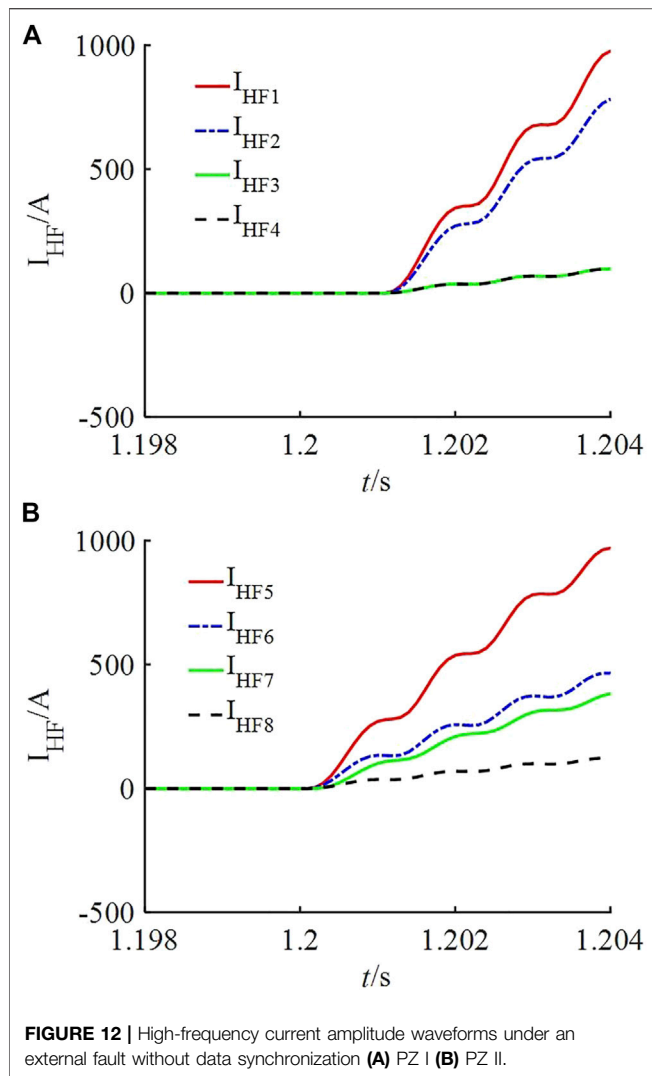 A
1000
I_HF1
I_HF2
500
I_HF3
I_HF4
I_HF/A
0
-500
1.198 1.2 1.202 1.204
t/s
B
1000
I_HF5
I_HF6
500
I_HF7
I_HF8
I_HF/A
0
-500
1.198 1.2 1.202 1.204
t/s
FIGURE 12 | High-frequency current amplitude waveforms under an
external fault without data synchronization (A) PZ I (B) PZ II.